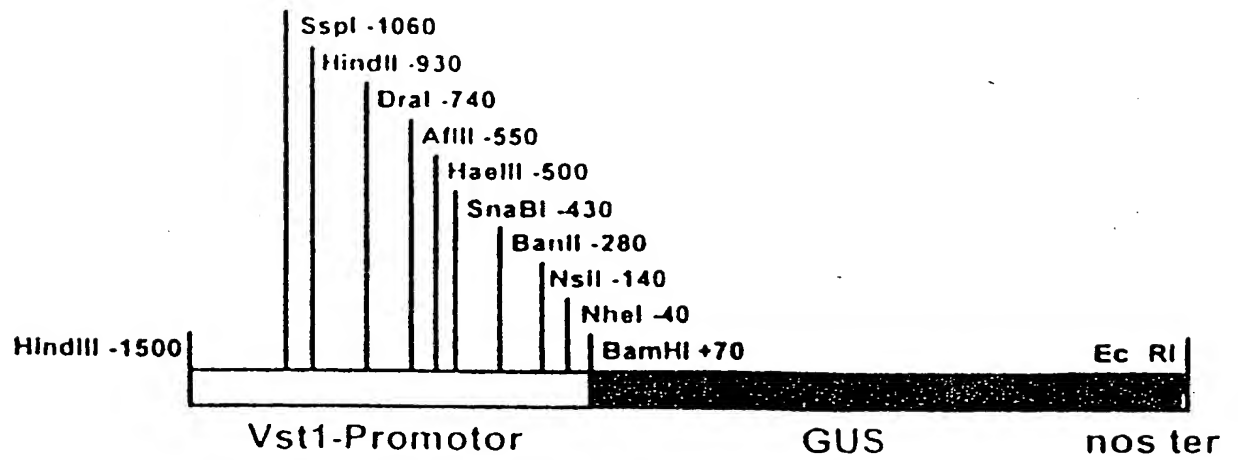 SspI -1060
HindII -930
DraI -740
AflII -550
HaeIII -500
SnaBI -430
BanII -280
NsiI -140
NheI -40
HindIII -1500
BamHI +70
Ec RI
Vst1-Promotor
GUS
nos ter